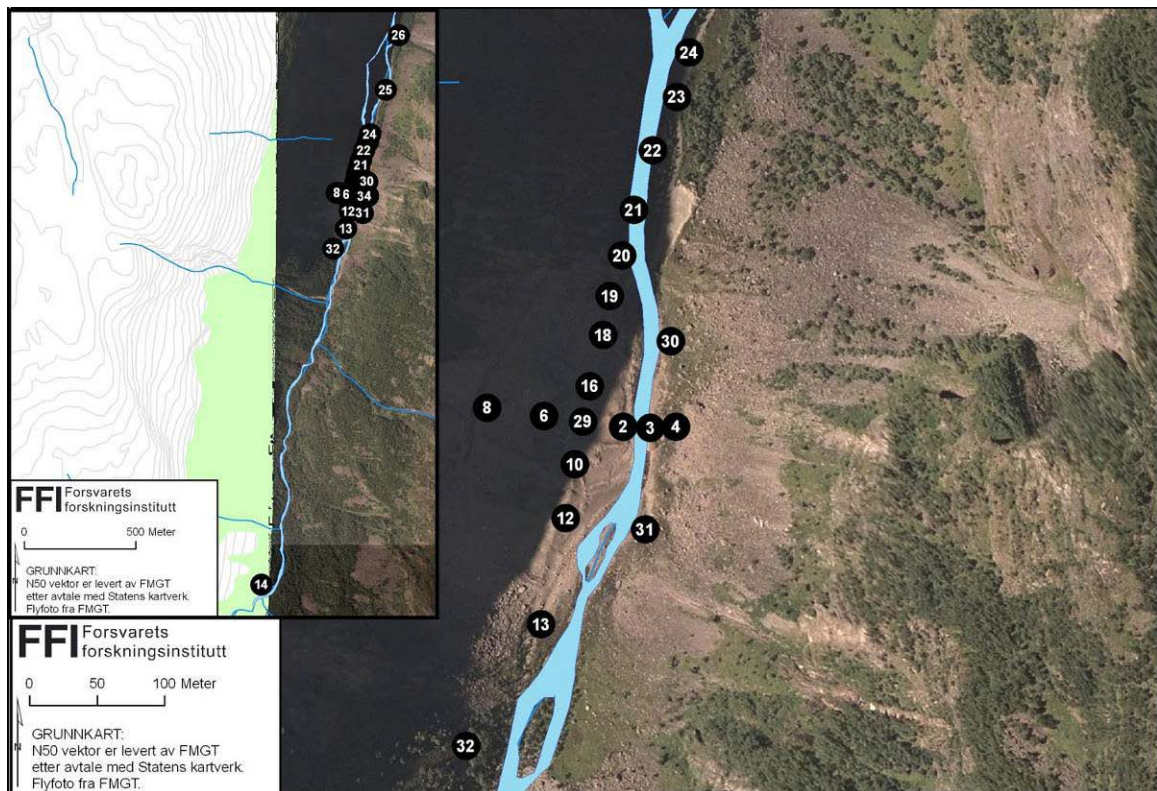 26
25
24
22
21
30
8 6 34
12 31
13
32
14
FFI Forsvarets
forskningsinstitutt
0 500 Meter
N
GRUNNKART:
N50 vektor er levert av FMGT
etter avtale med Statens kartverk.
Flyfoto fra FMGT.
24
23
22
21
20
19
18
30
16
8
6 29 2 3 4
10
12
31
13
32
FFI Forsvarets
forskningsinstitutt
0 50 100 Meter
N
GRUNNKART:
N50 vektor er levert av FMGT
etter avtale med Statens kartverk.
Flyfoto fra FMGT.